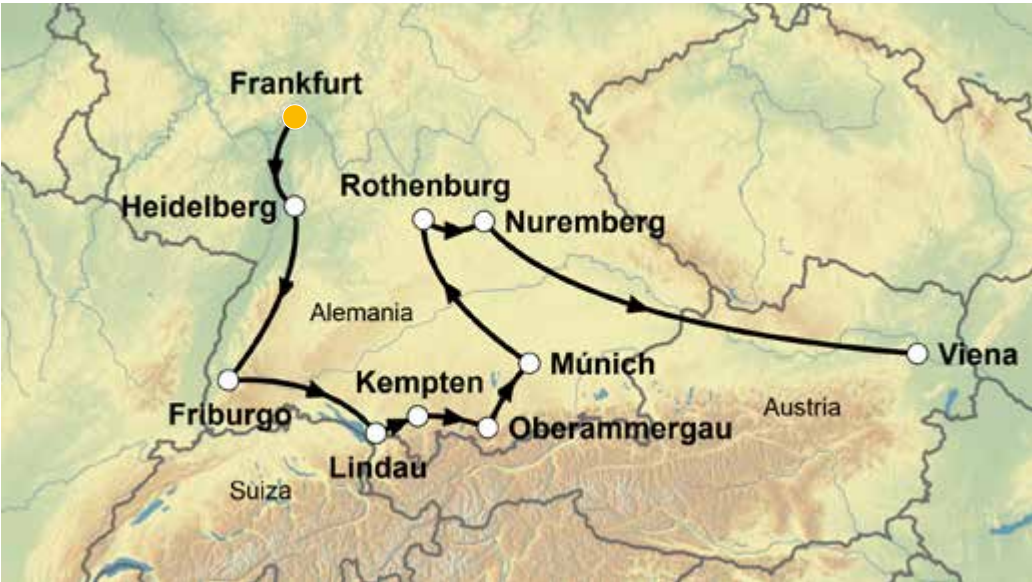 Frankfurt
Rothenburg
Heidelberg
Nuremberg
Alemania
Viena
Múnich
Kempten
Friburgo
Austria
Oberammergau
Lindau
Suiza